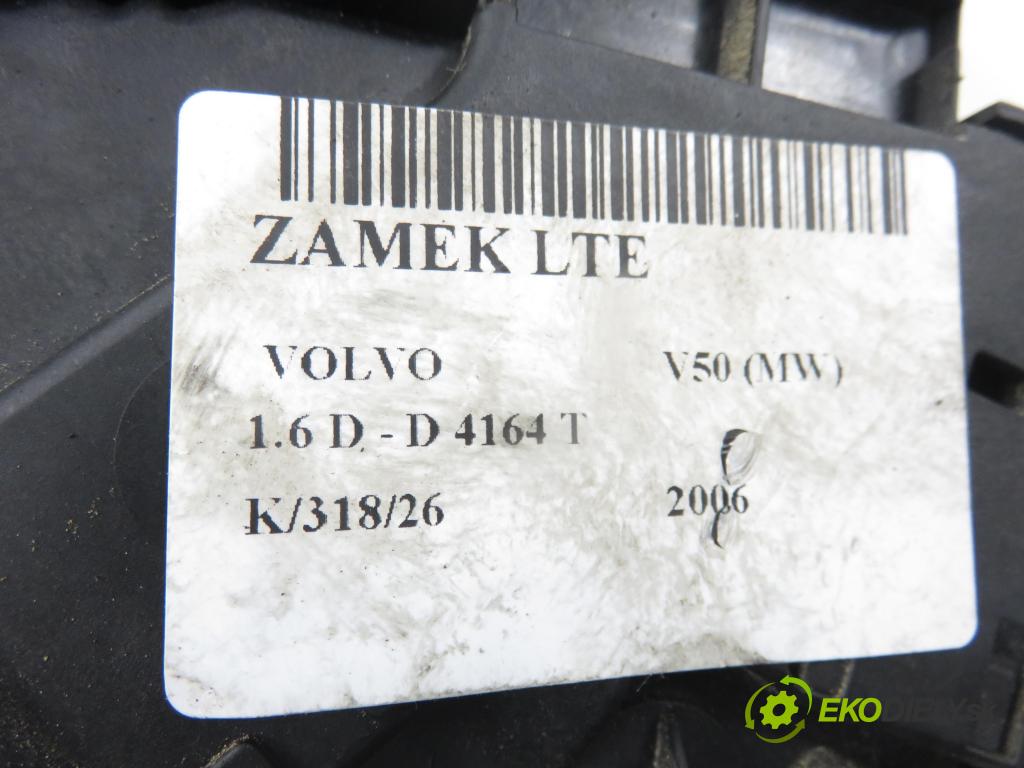 ZAMEK LTE
VOLVO V50 (MW)
1.6 D - D 4164 T
K/318/26 2006
EKODIELY.sk